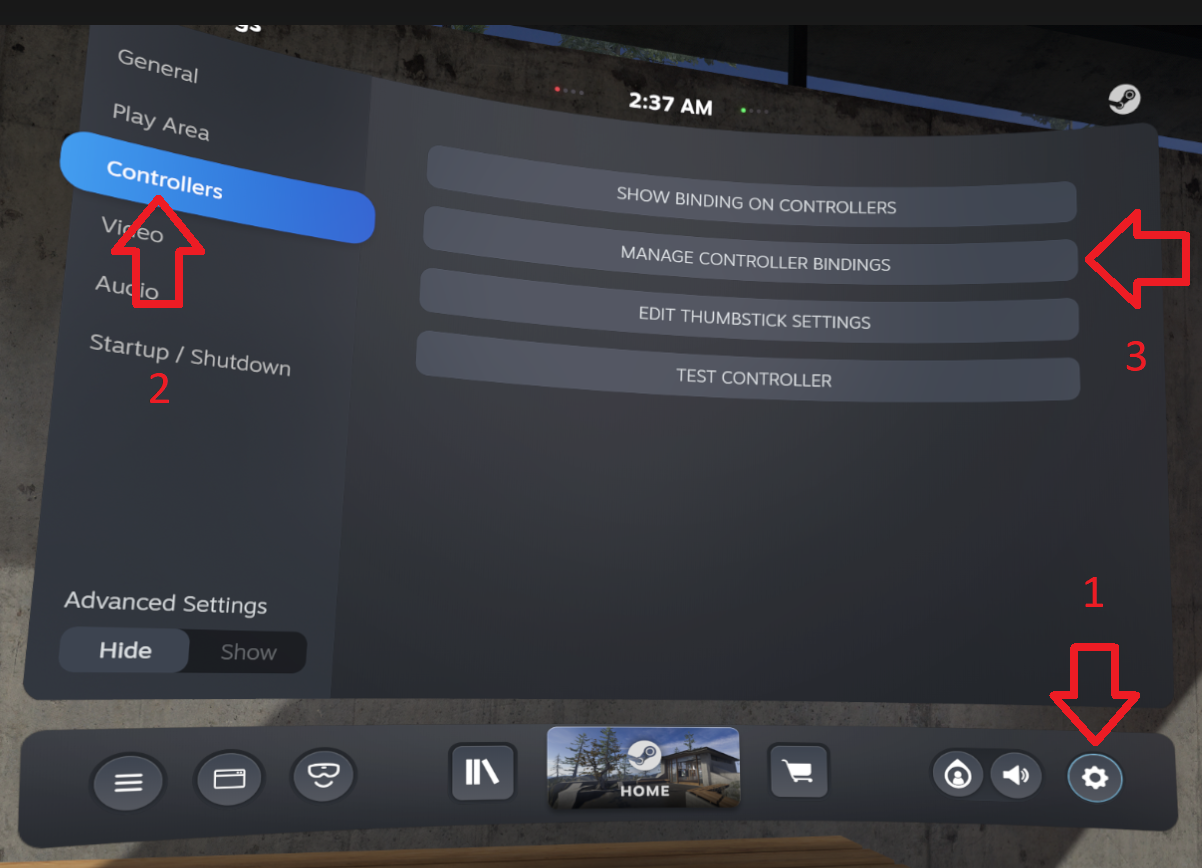 General
Play Area
Controllers
Video
Audio
Startup / Shutdown
2
Advanced Settings
Hide
Show
2:37 AM
SHOW BINDING ON CONTROLLERS
MANAGE CONTROLLER BINDINGS
EDIT THUMBSTICK SETTINGS
TEST CONTROLLER
3
1
HOME